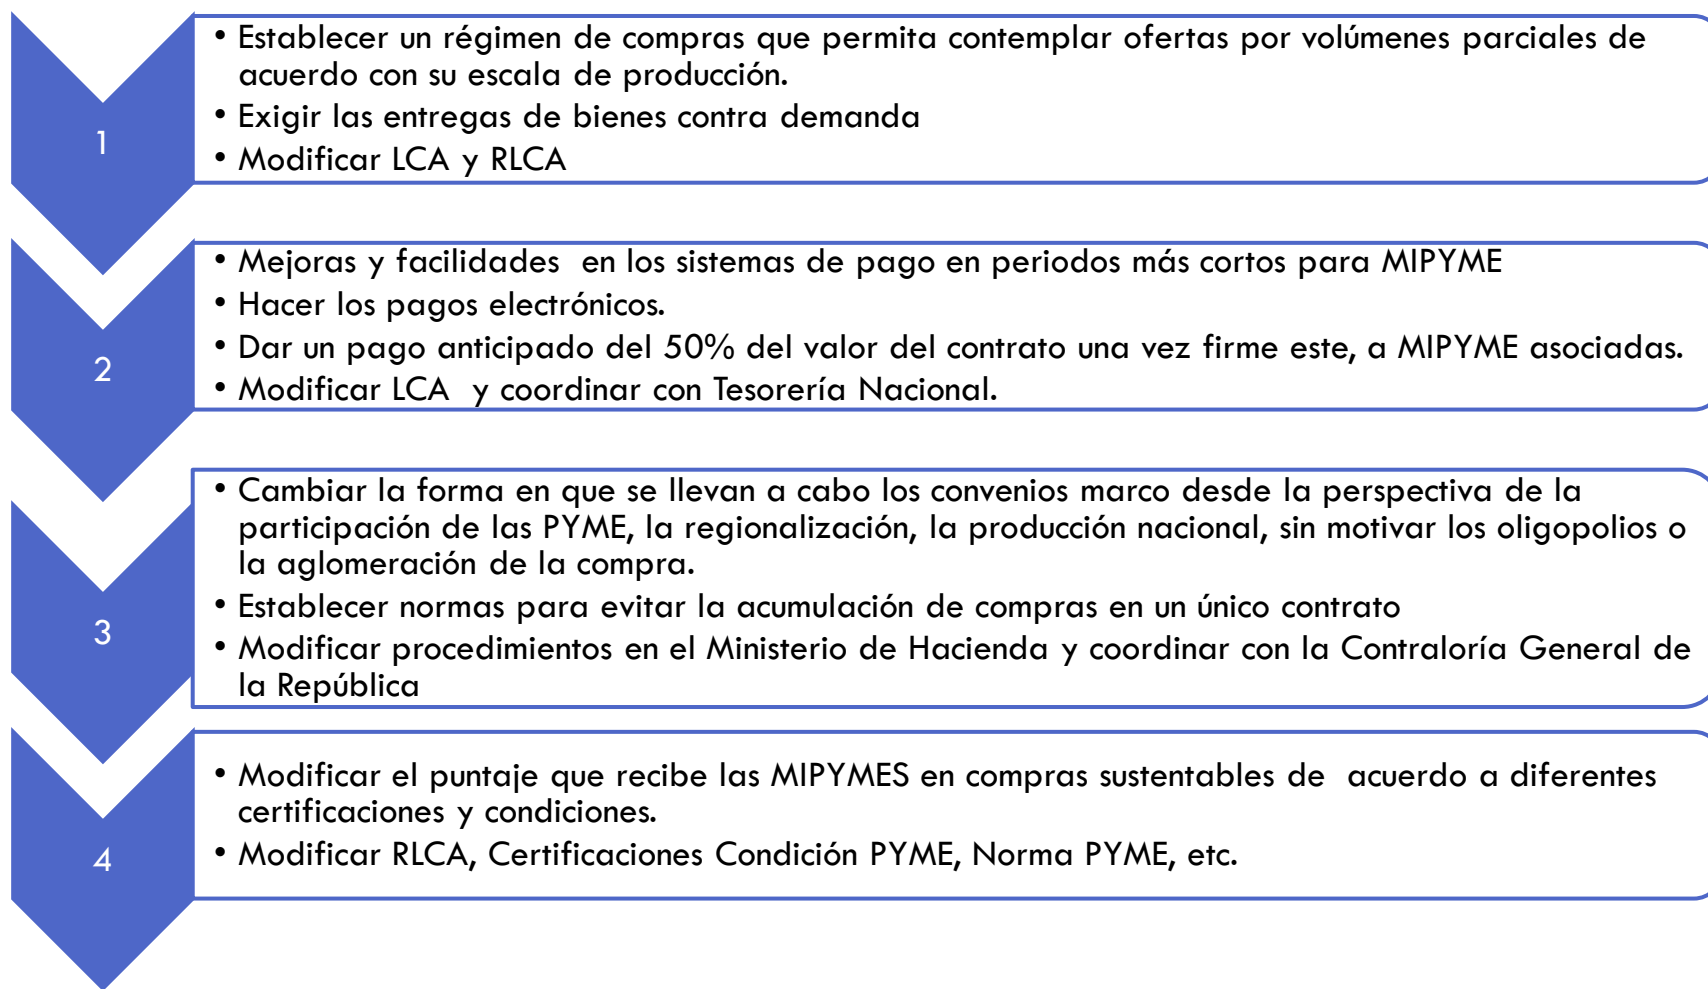 1
• Establecer un régimen de compras que permita contemplar ofertas por volúmenes parciales de
acuerdo con su escala de producción.
• Exigir las entregas de bienes contra demanda
• Modificar LCA y RLCA
2
• Mejoras y facilidades en los sistemas de pago en periodos más cortos para MIPYME
• Hacer los pagos electrónicos.
• Dar un pago anticipado del 50% del valor del contrato una vez firme este, a MIPYME asociadas.
• Modificar LCA y coordinar con Tesorería Nacional.
3
• Cambiar la forma en que se llevan a cabo los convenios marco desde la perspectiva de la
participación de las PYME, la regionalización, la producción nacional, sin motivar los oligopolios o
la aglomeración de la compra.
• Establecer normas para evitar la acumulación de compras en un único contrato
• Modificar procedimientos en el Ministerio de Hacienda y coordinar con la Contraloría General de
la República
4
• Modificar el puntaje que recibe las MIPYMES en compras sustentables de acuerdo a diferentes
certificaciones y condiciones.
• Modificar RLCA, Certificaciones Condición PYME, Norma PYME, etc.